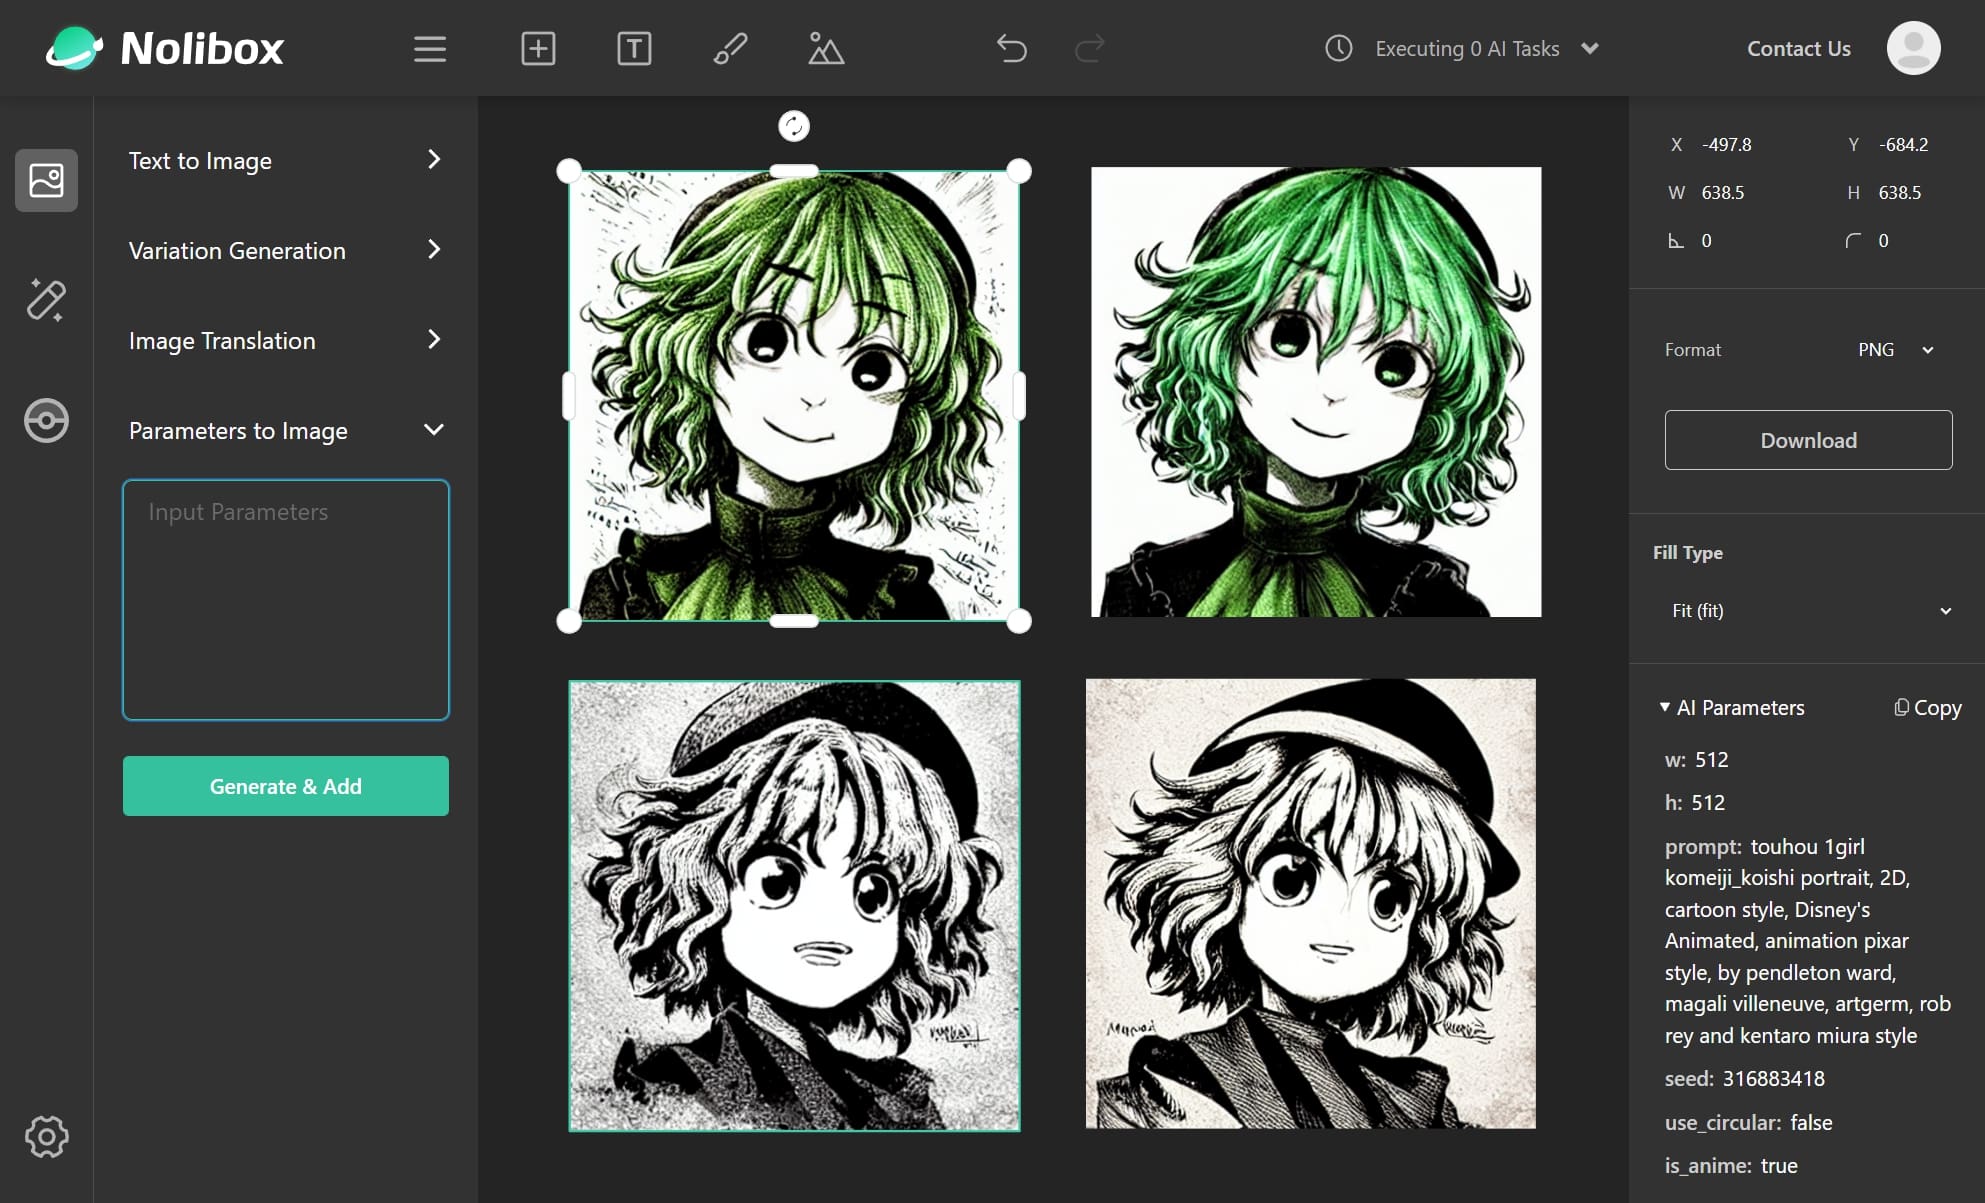 Nolibox
T
Executing 0 AI Tasks
Contact Us
Text to Image
Variation Generation
Image Translation
Parameters to Image
Input Parameters
Generate & Add
X -497.8 Y -684.2
W 638.5 H 638.5
0 0
Format PNG
Download
Fill Type
Fit (fit)
AI Parameters Copy
w: 512
h: 512
prompt: touhou 1girl
komeiji_koishi portrait, 2D,
cartoon style, Disney's
Animated, animation pixar
style, by pendleton ward,
magali villeneuve, artgerm, rob
rey and kentaro miura style
seed: 316883418
use_circular: false
is_anime: true